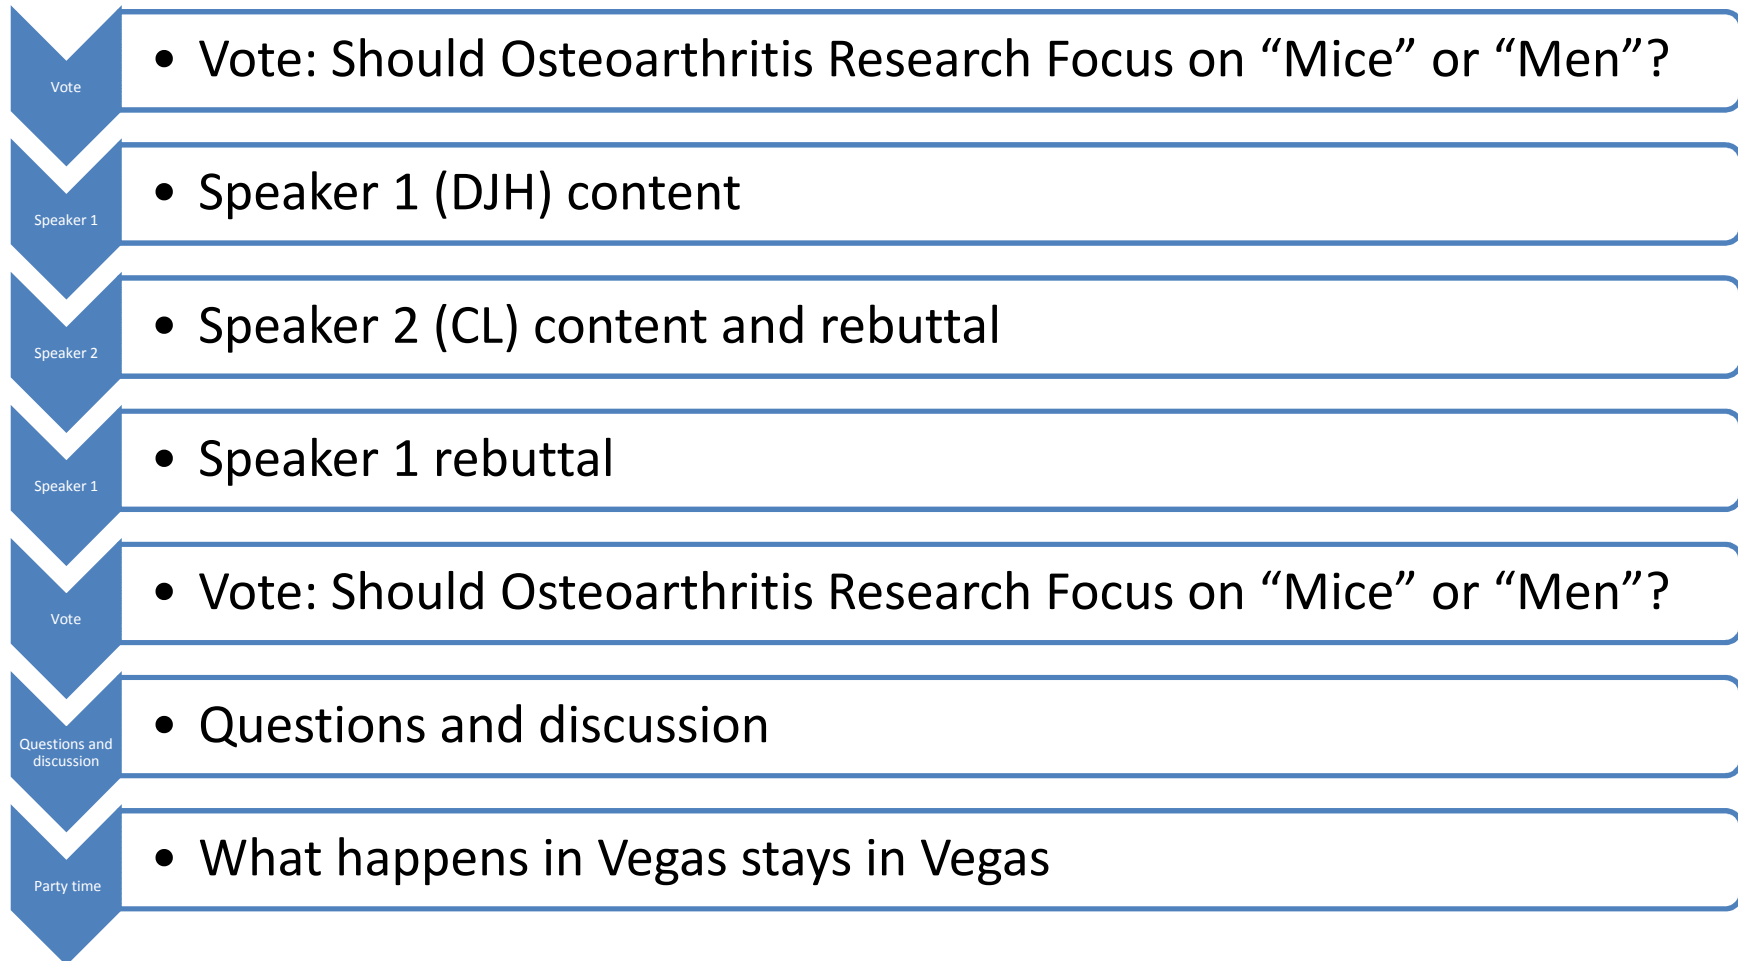 Vote
• Vote: Should Osteoarthritis Research Focus on “Mice” or “Men”?
Speaker 1
• Speaker 1 (DJH) content
Speaker 2
• Speaker 2 (CL) content and rebuttal
Speaker 1
• Speaker 1 rebuttal
Vote
• Vote: Should Osteoarthritis Research Focus on “Mice” or “Men”?
Questions and
discussion
• Questions and discussion
Party time
• What happens in Vegas stays in Vegas